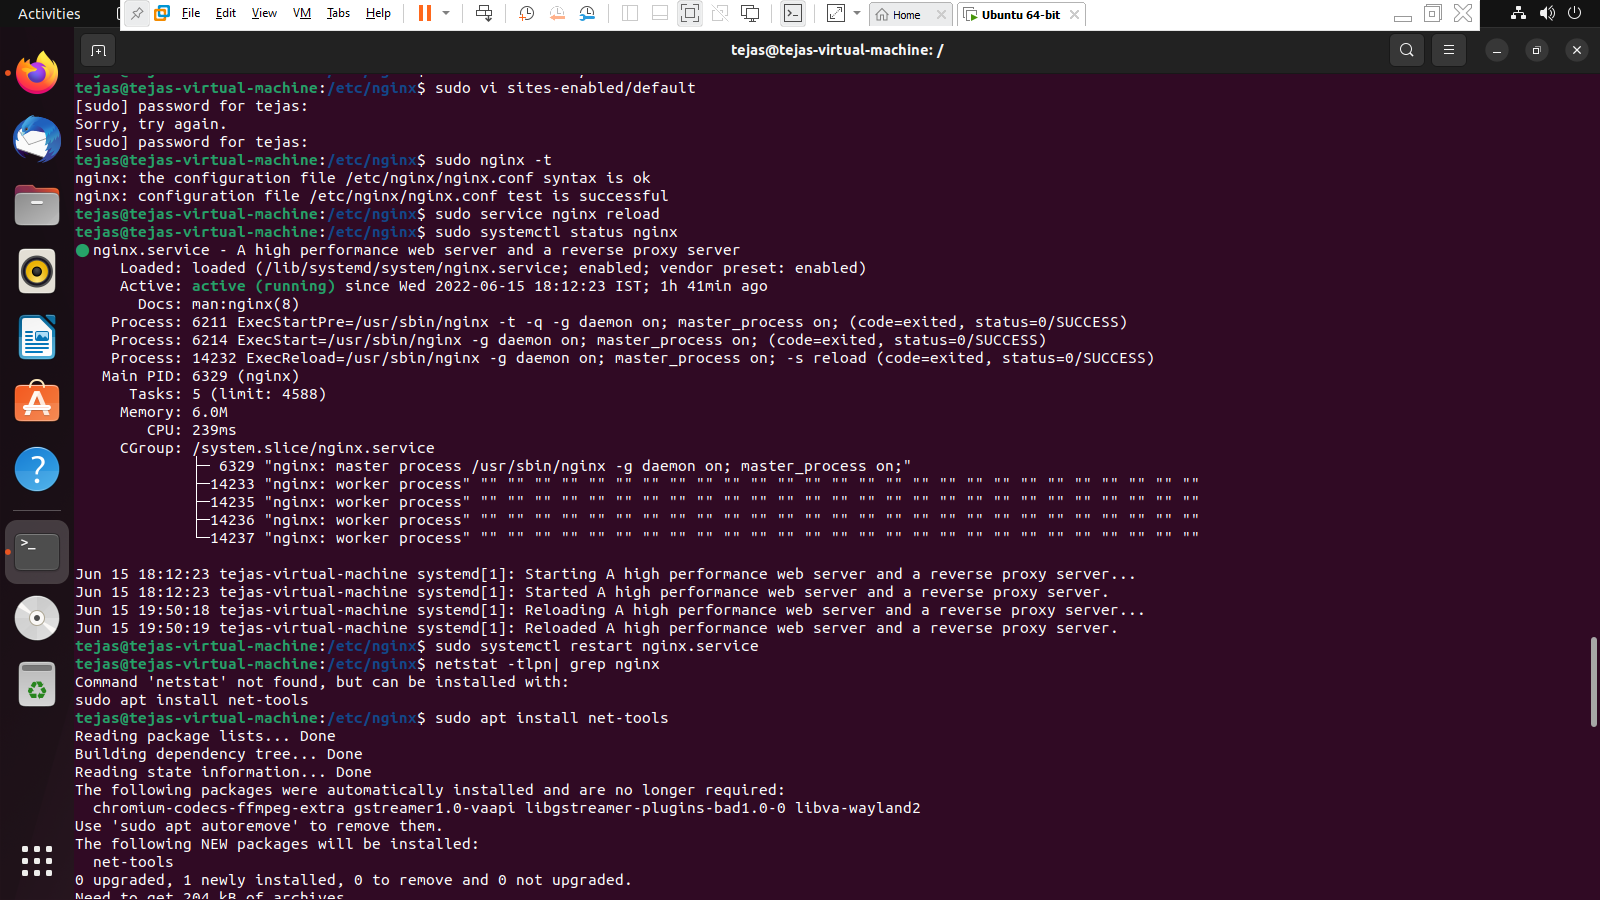 Activities
File Edit View VM Tabs Help
Home
Ubuntu 64-bit
tejas@tejas-virtual-machine: /
tejas@tejas-virtual-machine:/etc/nginx$ sudo vi sites-enabled/default
[sudo] password for tejas:
Sorry, try again.
[sudo] password for tejas:
tejas@tejas-virtual-machine:/etc/nginx$ sudo nginx -t
nginx: the configuration file /etc/nginx/nginx.conf syntax is ok
nginx: configuration file /etc/nginx/nginx.conf test is successful
tejas@tejas-virtual-machine:/etc/nginx$ sudo service nginx reload
tejas@tejas-virtual-machine:/etc/nginx$ sudo systemctl status nginx
● nginx.service - A high performance web server and a reverse proxy server
Loaded: loaded (/lib/systemd/system/nginx.service; enabled; vendor preset: enabled)
Active: active (running) since Wed 2022-06-15 18:12:23 IST; 1h 41min ago
Docs: man:nginx(8)
Process: 6211 ExecStartPre=/usr/sbin/nginx -t -q -g daemon on; master_process on; (code=exited, status=0/SUCCESS)
Process: 6214 ExecStart=/usr/sbin/nginx -g daemon on; master_process on; (code=exited, status=0/SUCCESS)
Process: 14232 ExecReload=/usr/sbin/nginx -g daemon on; master_process on; -s reload (code=exited, status=0/SUCCESS)
Main PID: 6329 (nginx)
Tasks: 5 (limit: 4588)
Memory: 6.0M
CPU: 239ms
CGroup: /system.slice/nginx.service
├─ 6329 "nginx: master process /usr/sbin/nginx -g daemon on; master_process on;"
├─14233 "nginx: worker process" "" "" "" "" "" "" "" "" "" "" "" "" "" "" "" "" "" "" "" "" "" "" "" "" "" "" ""
├─14235 "nginx: worker process" "" "" "" "" "" "" "" "" "" "" "" "" "" "" "" "" "" "" "" "" "" "" "" "" "" "" ""
├─14236 "nginx: worker process" "" "" "" "" "" "" "" "" "" "" "" "" "" "" "" "" "" "" "" "" "" "" "" "" "" "" ""
└─14237 "nginx: worker process" "" "" "" "" "" "" "" "" "" "" "" "" "" "" "" "" "" "" "" "" "" "" "" "" "" "" ""
Jun 15 18:12:23 tejas-virtual-machine systemd[1]: Starting A high performance web server and a reverse proxy server...
Jun 15 18:12:23 tejas-virtual-machine systemd[1]: Started A high performance web server and a reverse proxy server.
Jun 15 19:50:18 tejas-virtual-machine systemd[1]: Reloading A high performance web server and a reverse proxy server...
Jun 15 19:50:19 tejas-virtual-machine systemd[1]: Reloaded A high performance web server and a reverse proxy server.
tejas@tejas-virtual-machine:/etc/nginx$ sudo systemctl restart nginx.service
tejas@tejas-virtual-machine:/etc/nginx$ netstat -tlpn| grep nginx
Command 'netstat' not found, but can be installed with:
sudo apt install net-tools
tejas@tejas-virtual-machine:/etc/nginx$ sudo apt install net-tools
Reading package lists... Done
Building dependency tree... Done
Reading state information... Done
The following packages were automatically installed and are no longer required:
chromium-codecs-ffmpeg-extra gstreamer1.0-vaapi libgstreamer-plugins-bad1.0-0 libva-wayland2
Use 'sudo apt autoremove' to remove them.
The following NEW packages will be installed:
net-tools
0 upgraded, 1 newly installed, 0 to remove and 0 not upgraded.
Need to get 204 kB of archives.